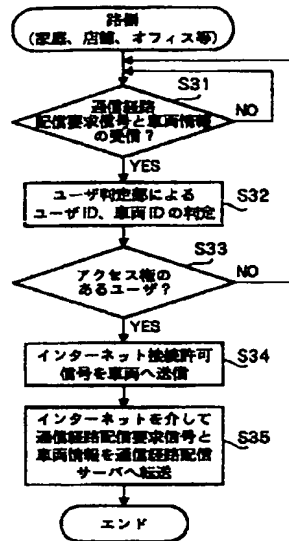 路側
(家庭、店舗、オフィス等)
S31
通信経路
配信要求信号と車両情報
の受信?
NO
YES
ユーザ判定部による
ユーザID、車両IDの判定
S32
S33
アクセス権の
あるユーザ?
NO
YES
インターネット接続許可
信号を車両へ送信
S34
インターネットを介して
通信経路配信要求信号と
車両情報を通信経路配信
サーバへ転送
S35
エンド